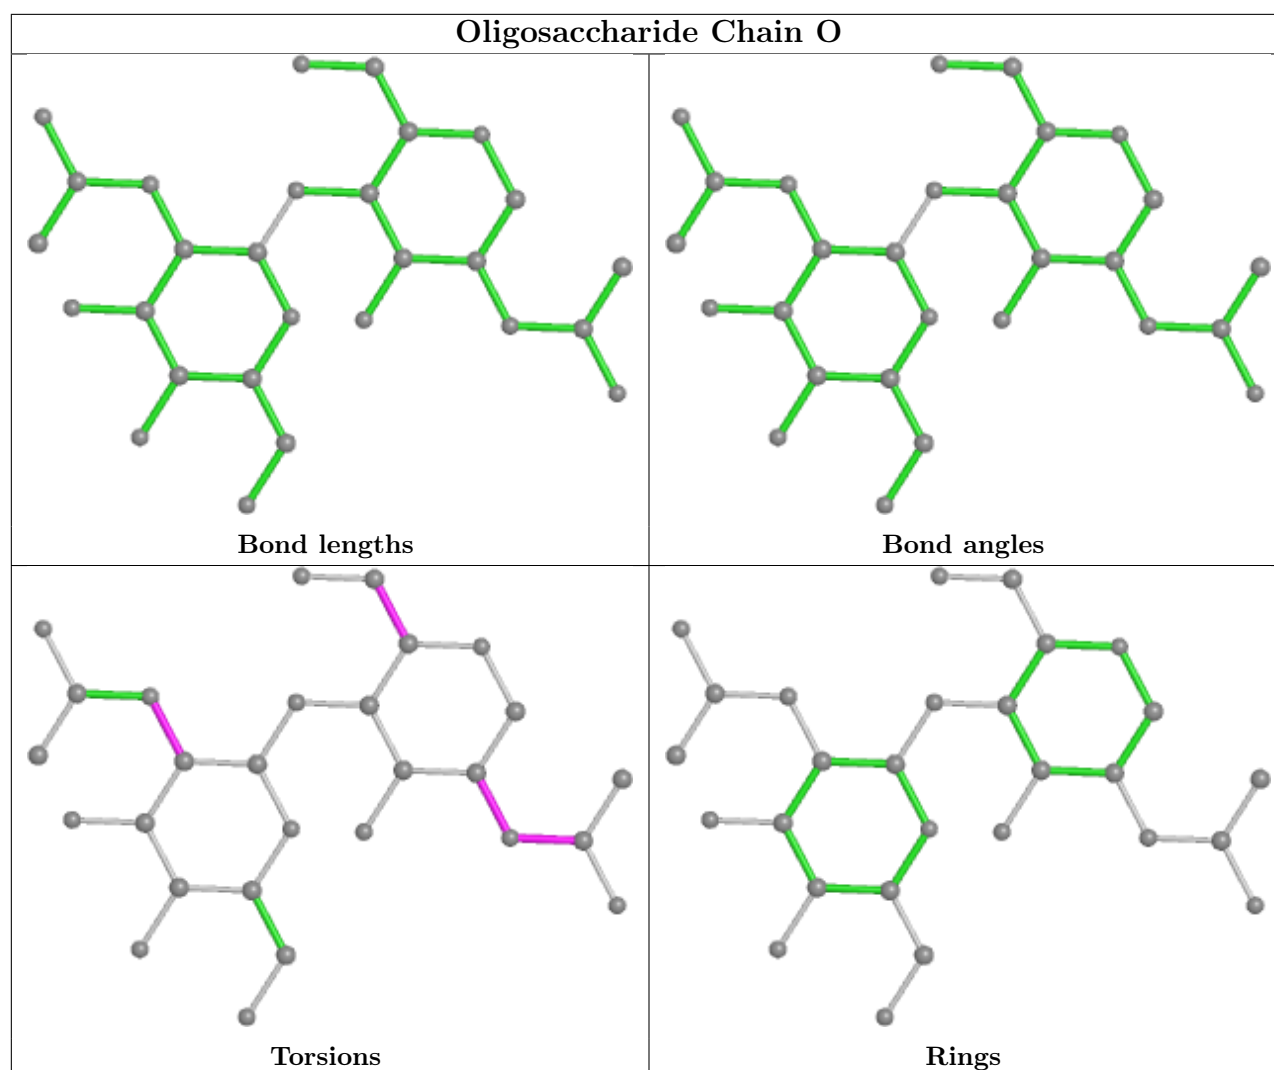 Oligosaccharide Chain O
Bond lengths
Bond angles
Torsions
Rings